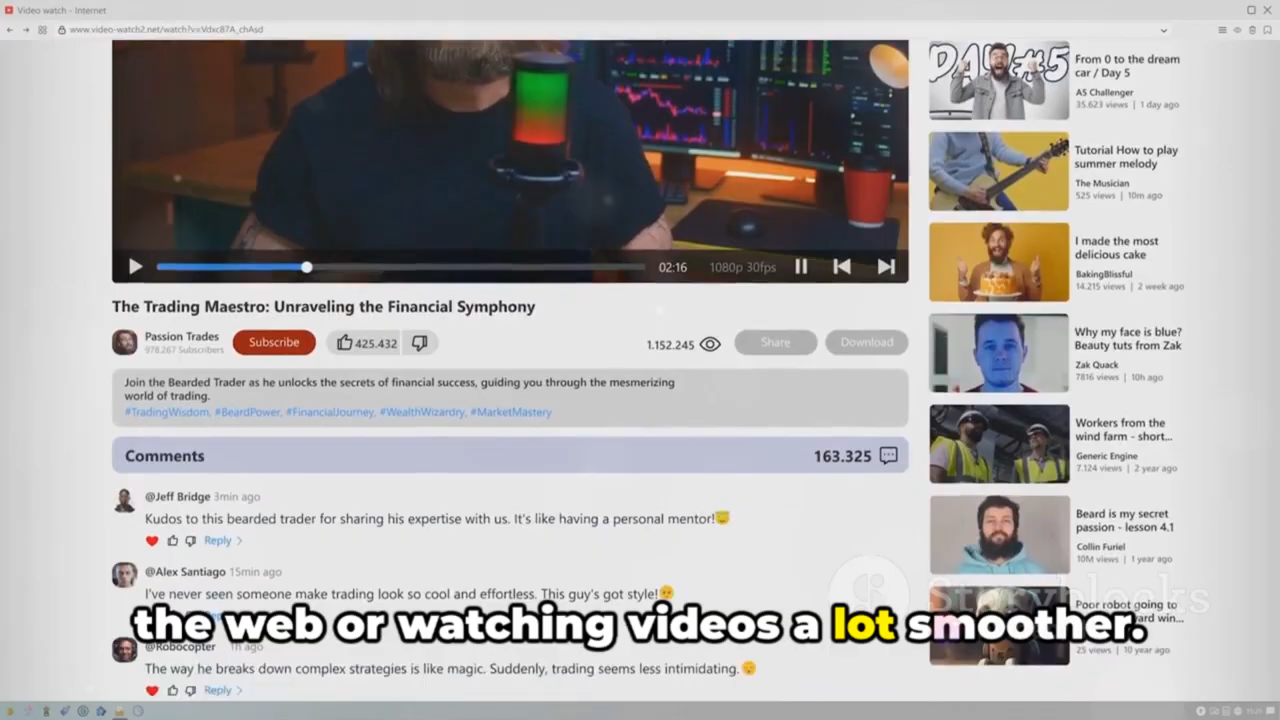 Video watch - Internet
www.video-watch2.net/watch?v=Vdxc87A_chAsd
02:16 1080p 30fps
The Trading Maestro: Unraveling the Financial Symphony
Passion Trades
978.267 Subscribers
Subscribe
425.432
1.152.245
Share
Download
Join the Bearded Trader as he unlocks the secrets of financial success, guiding you through the mesmerizing
world of trading.
#TradingWisdom, #BeardPower, #FinancialJourney, #WealthWizardry, #MarketMastery
Comments
163.325
@Jeff Bridge 3min ago
Kudos to this bearded trader for sharing his expertise with us. It's like having a personal mentor!
Reply
@Alex Santiago 15min ago
I've never seen someone make trading look so cool and effortless. This guy's got style!
the web or watching videos a lot smoother.
@Robocopter 1h ago
The way he breaks down complex strategies is like magic. Suddenly, trading seems less intimidating.
Reply
DAY#5
From 0 to the dream
car / Day 5
AS Challenger
35.623 views | 1 day ago
Tutorial How to play
summer melody
The Musician
525 views | 10m ago
I made the most
delicious cake
BakingBlissful
14.215 views | 2 week ago
Why my face is blue?
Beauty tuts from Zak
Zak Quack
7816 views | 10h ago
Workers from the
wind farm - short...
Generic Engine
7.124 views | 2 year ago
Beard is my secret
passion - lesson 4.1
Collin Furiel
10M views | 1 year ago
Storyblocks
Poor robot going to
win...
25 views | 10 year ago